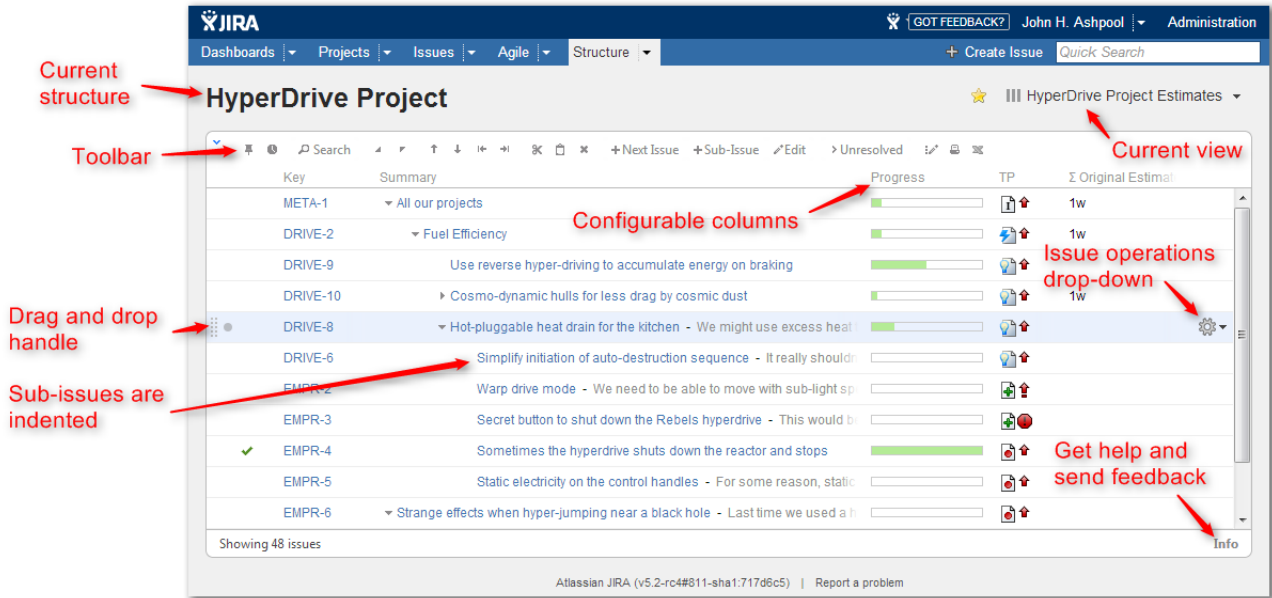 JIRA
GOT FEEDBACK? John H. Ashpool Administration
Dashboards Projects Issues Agile Structure + Create Issue Quick Search
Current
structure
HyperDrive Project
HyperDrive Project Estimates
Toolbar
Search +Next Issue +Sub-Issue Edit Unresolved
Current view
Key Summary Progress TP Σ Original Estimat
META-1 All our projects 1w
Configurable columns
DRIVE-2 Fuel Efficiency 1w
Issue operations
drop-down
DRIVE-9 Use reverse hyper-driving to accumulate energy on braking
DRIVE-10 Cosmo-dynamic hulls for less drag by cosmic dust 1w
Drag and drop
handle
DRIVE-8 Hot-pluggable heat drain for the kitchen - We might use excess heat
DRIVE-6 Simplify initiation of auto-destruction sequence - It really shouldn
Sub-issues are
indented
EMPR-2 Warp drive mode - We need to be able to move with sub-light sp
EMPR-3 Secret button to shut down the Rebels hyperdrive - This would b
EMPR-4 Sometimes the hyperdrive shuts down the reactor and stops
Get help and
send feedback
EMPR-5 Static electricity on the control handles - For some reason, static
EMPR-6 Strange effects when hyper-jumping near a black hole - Last time we used a h
Showing 48 issues Info
Atlassian JIRA (v5.2-rc4#811-sha1:717d6c5) | Report a problem